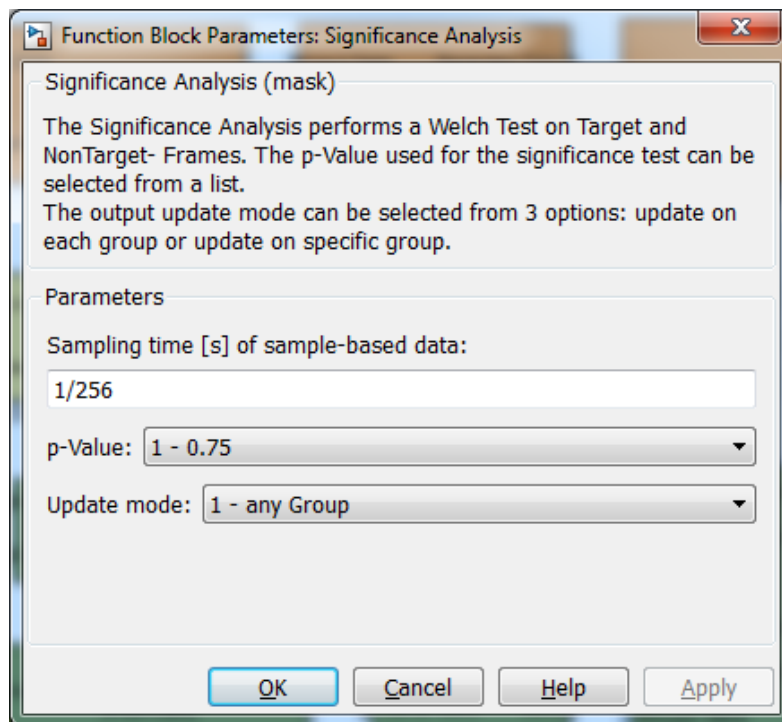 Function Block Parameters: Significance Analysis
Significance Analysis (mask)
The Significance Analysis performs a Welch Test on Target and
NonTarget- Frames. The p-Value used for the significance test can be
selected from a list.
The output update mode can be selected from 3 options: update on
each group or update on specific group.
Parameters
Sampling time [s] of sample-based data:
1/256
p-Value: 1 - 0.75
Update mode: 1 - any Group
OK Cancel Help Apply